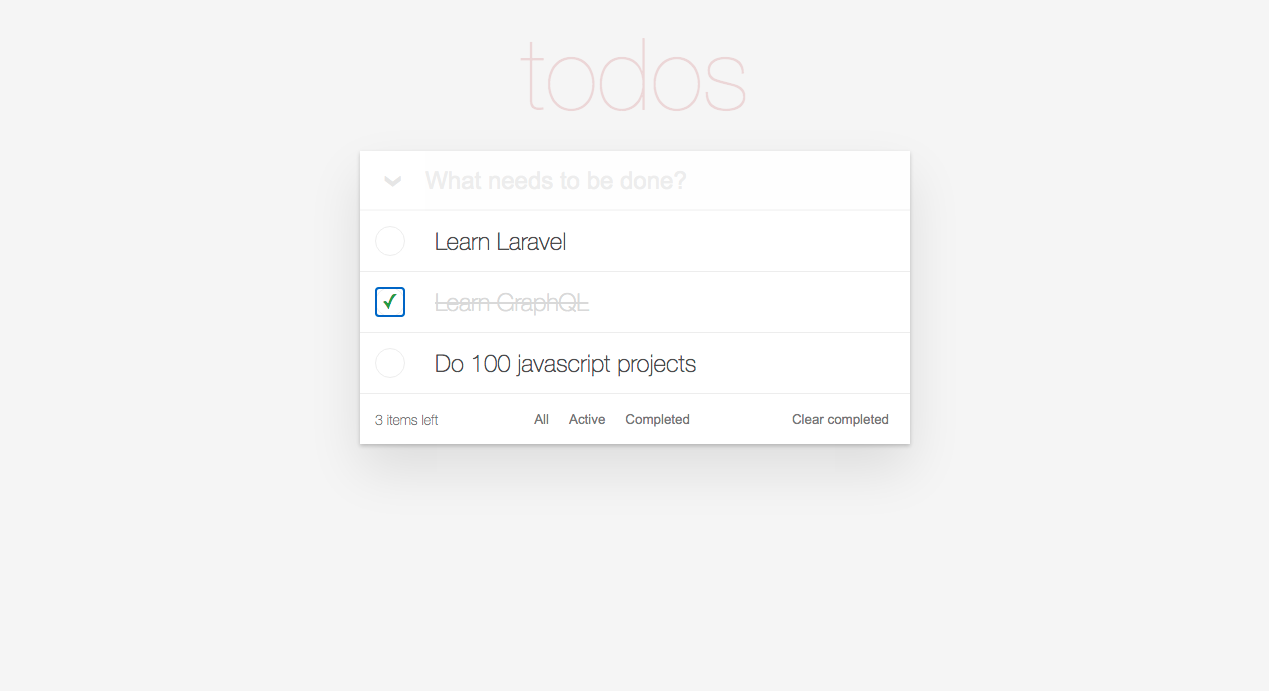 todos
What needs to be done?
Learn Laravel
Learn GraphQL
Do 100 javascript projects
3 items left All Active Completed Clear completed